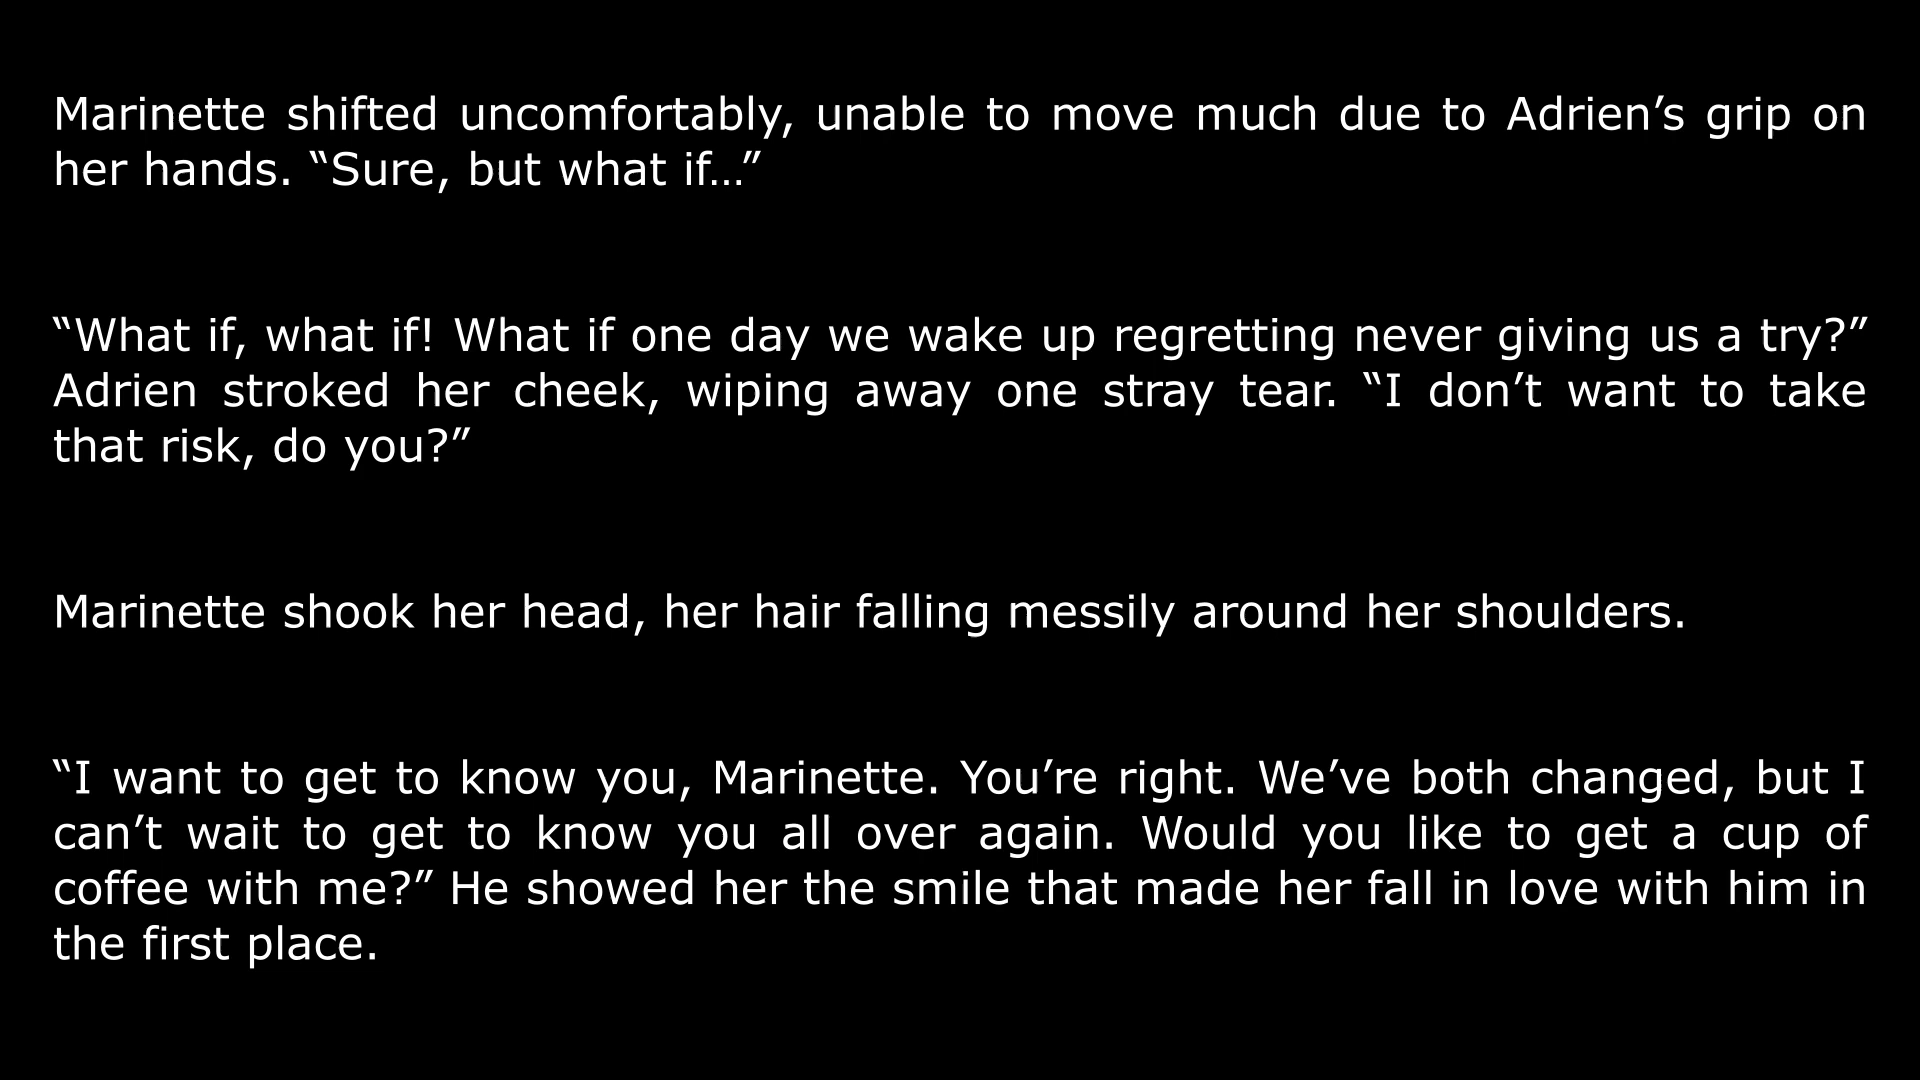 Marinette shifted uncomfortably, unable to move much due to Adrien’s grip on
her hands. “Sure, but what if…”
“What if, what if! What if one day we wake up regretting never giving us a try?”
Adrien stroked her cheek, wiping away one stray tear. “I don’t want to take
that risk, do you?”
Marinette shook her head, her hair falling messily around her shoulders.
“I want to get to know you, Marinette. You’re right. We’ve both changed, but I
can’t wait to get to know you all over again. Would you like to get a cup of
coffee with me?” He showed her the smile that made her fall in love with him in
the first place.